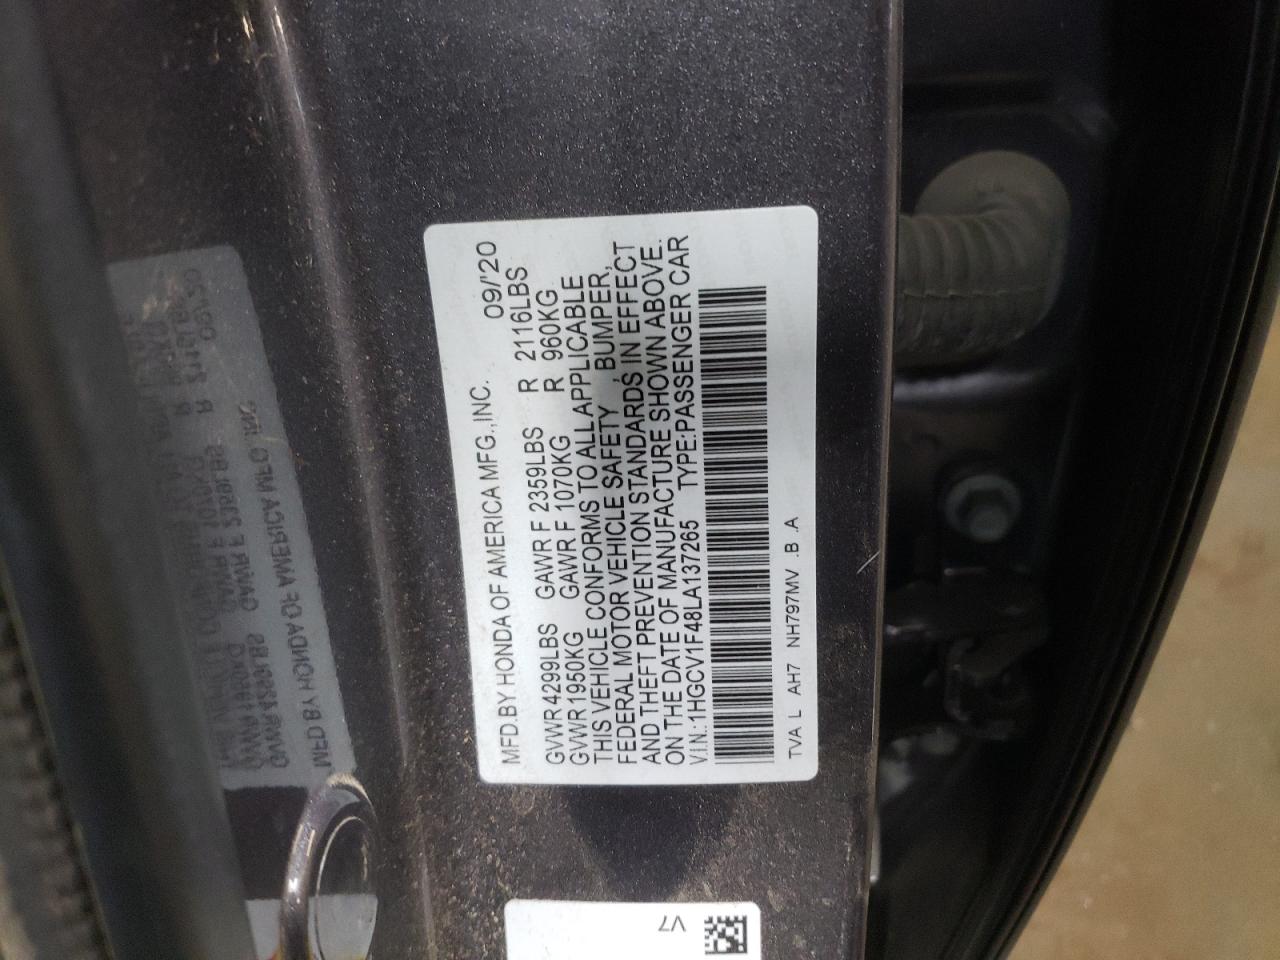 MFD.BY HONDA OF AMERICA MFG.,INC. 09/'20
GVWR 4299LBS GAWR F 2359LBS R 2116LBS
GVWR 1950KG GAWR F 1070KG R 960KG
THIS VEHICLE CONFORMS TO ALL APPLICABLE
FEDERAL MOTOR VEHICLE SAFETY, BUMPER,
AND THEFT PREVENTION STANDARDS IN EFFECT
ON THE DATE OF MANUFACTURE SHOWN ABOVE.
V.I.N.:1HGCV1F48LA137265 TYPE:PASSENGER CAR
TVA L AH7 NH797MV .B .A
V7